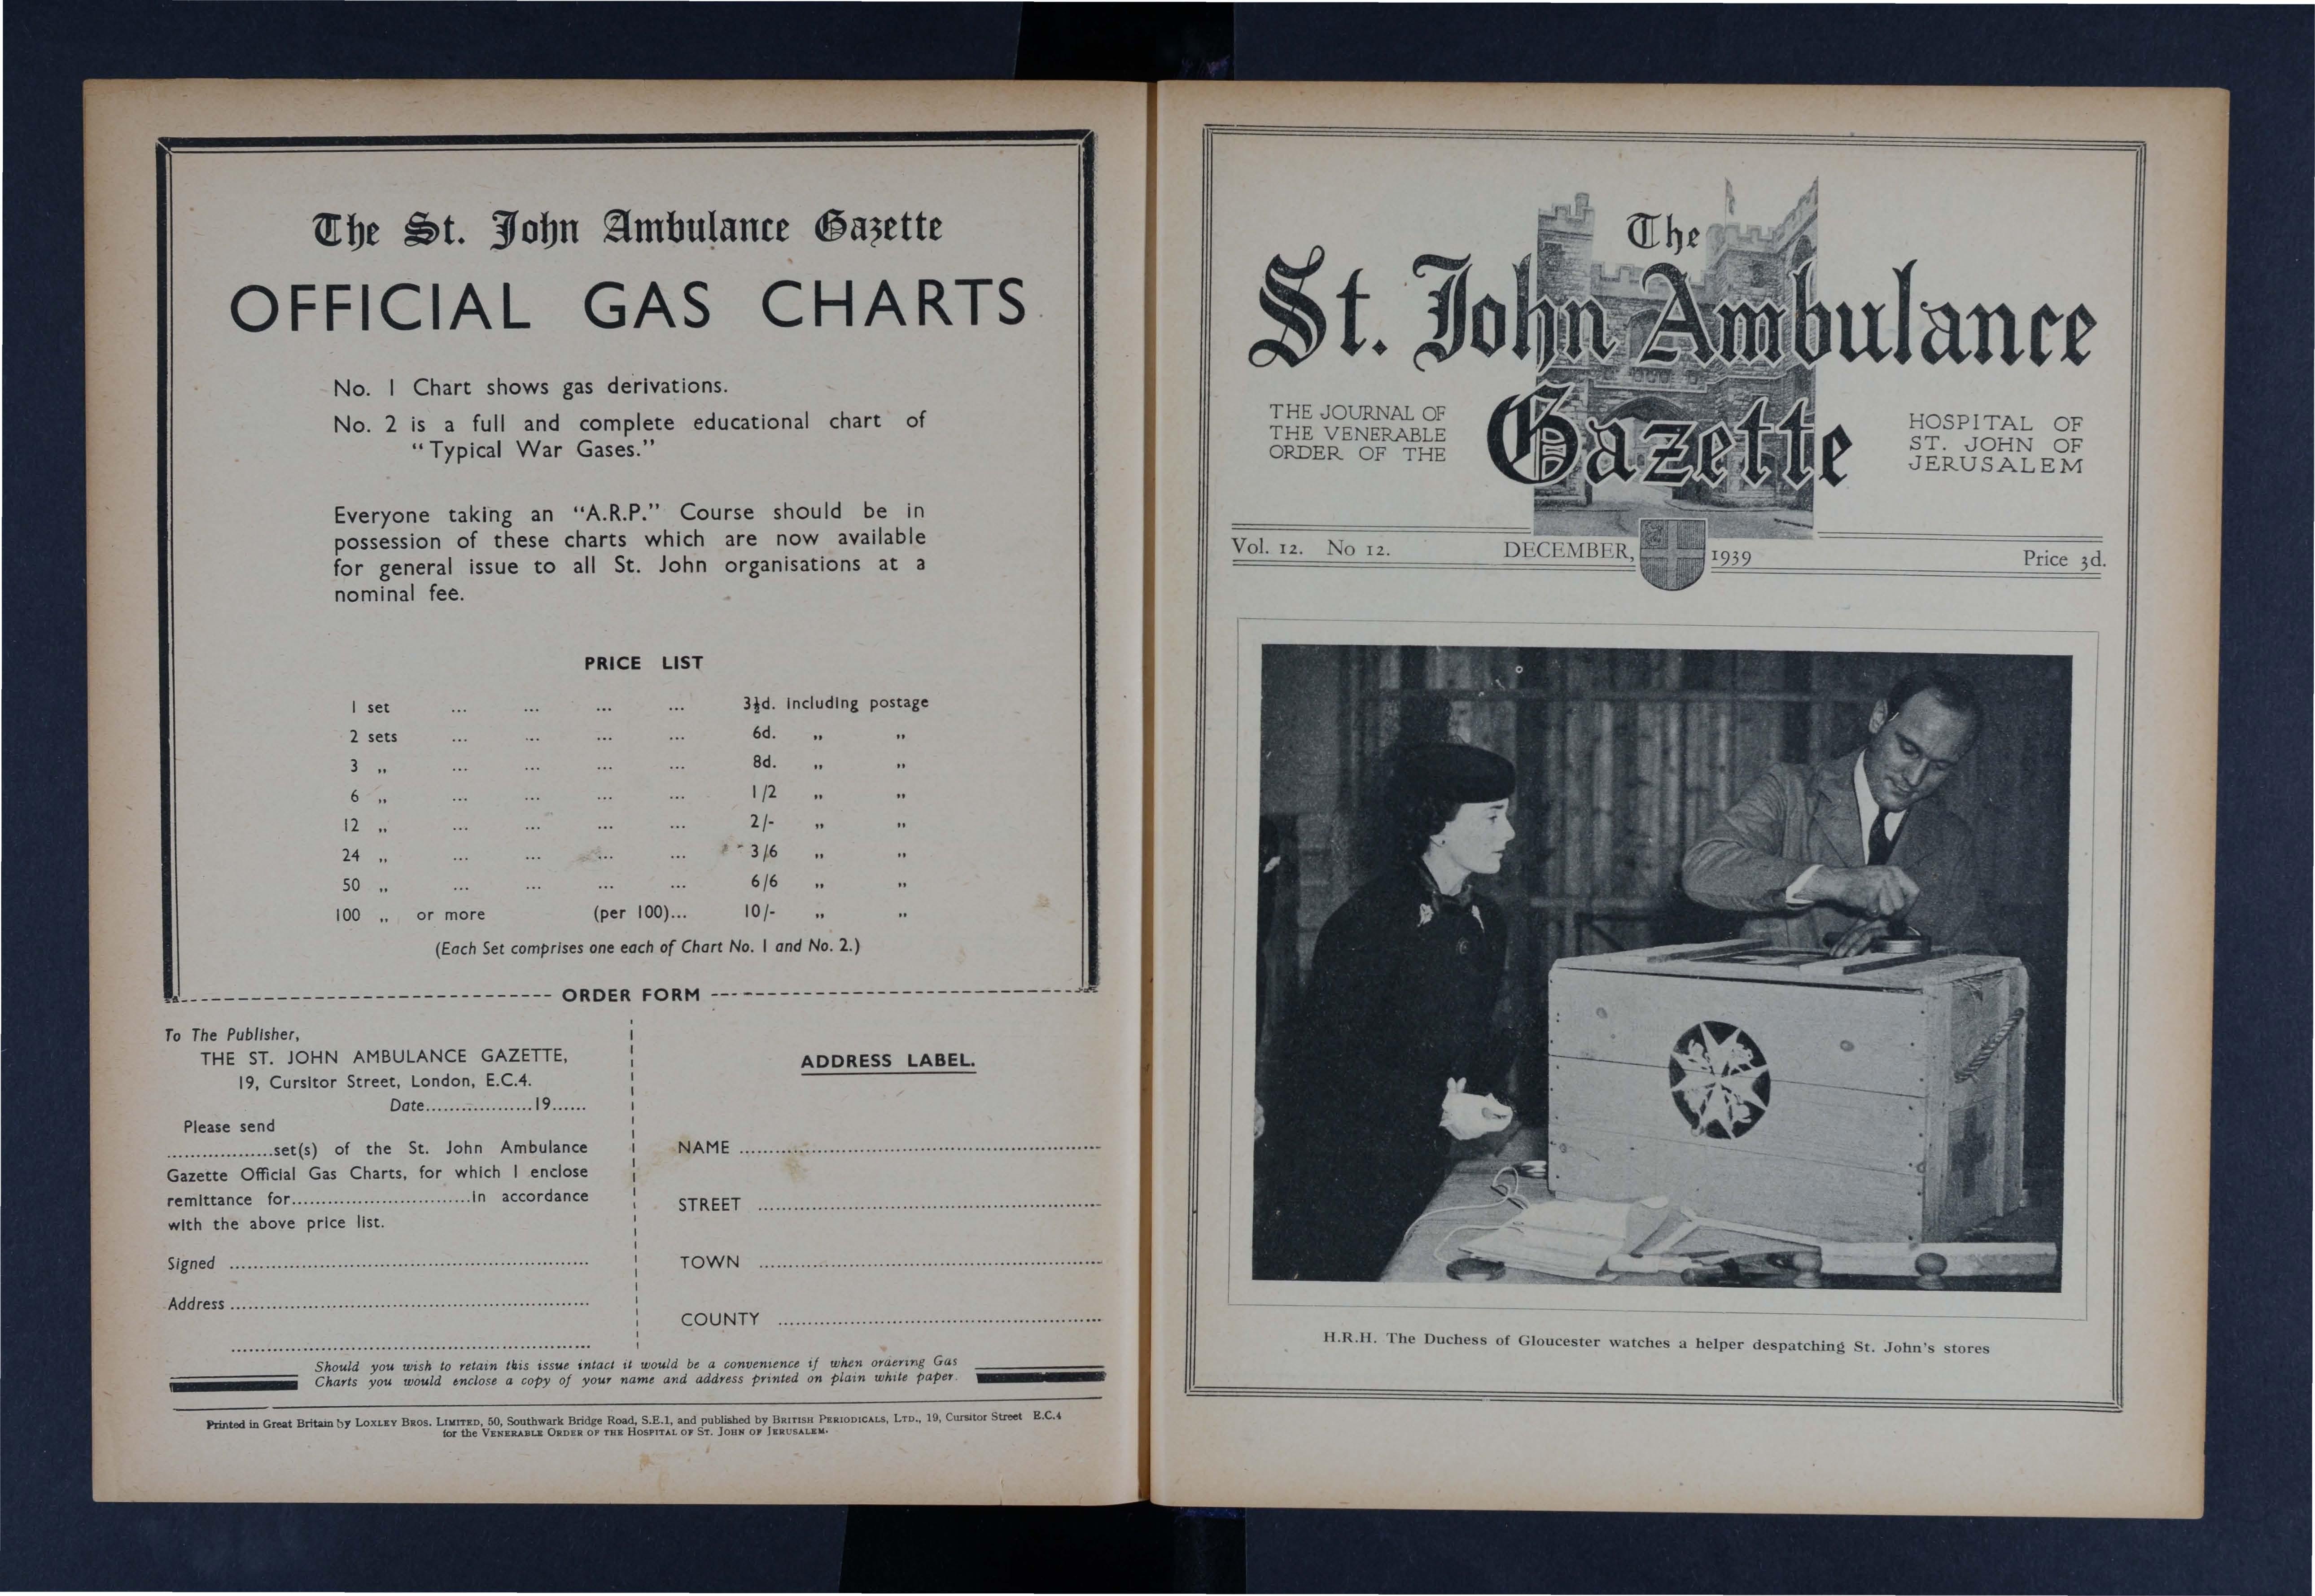 The St. John Ambulance Gazette
OFFICIAL GAS CHARTS
No. 1 Chart shows gas derivations.
No. 2 is a full and complete educational chart of
"Typical War Gases."
Everyone taking an "A.R.P." Course should be in
possession of these charts which are now available
for general issue to all St. John organisations at a
nominal fee.
PRICE LIST
1 set ... ... ... ... 3½d. including postage
2 sets ... ... ... ... 6d. ,, ,,
3 ,, ... ... ... ... 8d. ,, ,,
6 ,, ... ... ... ... 1/2 ,, ,,
12 ,, ... ... ... ... 2/- ,, ,,
24 ,, ... ... ... ... 3/6 ,, ,,
50 ,, ... ... ... ... 6/6 ,, ,,
100 ,, or more (per 100)... 10/- ,, ,,
(Each Set comprises one each of Chart No. 1 and No. 2.)
ORDER FORM
To The Publisher,
THE ST. JOHN AMBULANCE GAZETTE,
19, Cursitor Street, London, E.C.4.
Date...................19......
Please send
...................set(s) of the St. John Ambulance
Gazette Official Gas Charts, for which I enclose
remittance for...............................in accordance
with the above price list.
Signed ................................................................
Address ................................................................
ADDRESS LABEL.
NAME ................................................................
STREET ................................................................
TOWN ................................................................
COUNTY ................................................................
Should you wish to retain this issue intact it would be a convenience if when ordering Gas
Charts you would enclose a copy of your name and address printed on plain white paper.
Printed in Great Britain by LOXLEY BROS. LIMITED, 50, Southwark Bridge Road, S.E.1, and published by BRITISH PERIODICALS, LTD., 19, Cursitor Street E.C.4
for the VENERABLE ORDER OF THE HOSPITAL OF ST. JOHN OF JERUSALEM.
The
St. John Ambulance
Gazette
THE JOURNAL OF
THE VENERABLE
ORDER OF THE
HOSPITAL OF
ST. JOHN OF
JERUSALEM
Vol. 12. No 12. DECEMBER, 1939 Price 3d.
H.R.H. The Duchess of Gloucester watches a helper despatching St. John's stores